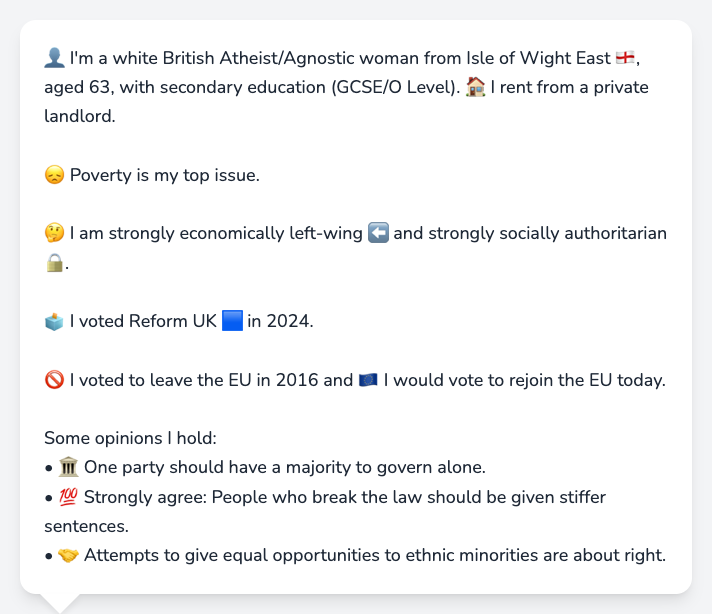 👤 I'm a white British Atheist/Agnostic woman from Isle of Wight East 🏴󠁧󠁢󠁥󠁮󠁧󠁿,
aged 63, with secondary education (GCSE/O Level). 🏠 I rent from a private
landlord.
😞 Poverty is my top issue.
🤔 I am strongly economically left-wing ⬅️ and strongly socially authoritarian
🔒.
🗳️ I voted Reform UK 🟦 in 2024.
🚫 I voted to leave the EU in 2016 and 🇪🇺 I would vote to rejoin the EU today.
Some opinions I hold:
• 🏛️ One party should have a majority to govern alone.
• 💯 Strongly agree: People who break the law should be given stiffer
sentences.
• 🤝 Attempts to give equal opportunities to ethnic minorities are about right.